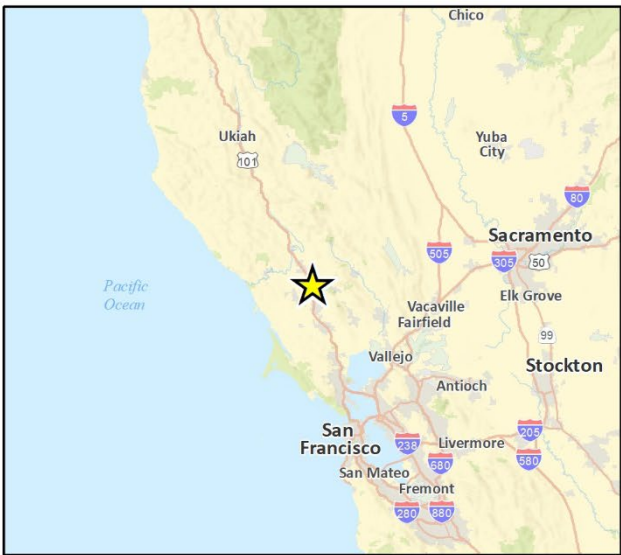 Chico
5
Ukiah
101
Yuba
City
80
Sacramento
505
305
50
Pacific
Ocean
Elk Grove
Vacaville
Fairfield
99
Vallejo
Stockton
Antioch
San
Francisco
238
Livermore
205
580
680
San Mateo
Fremont
280
880